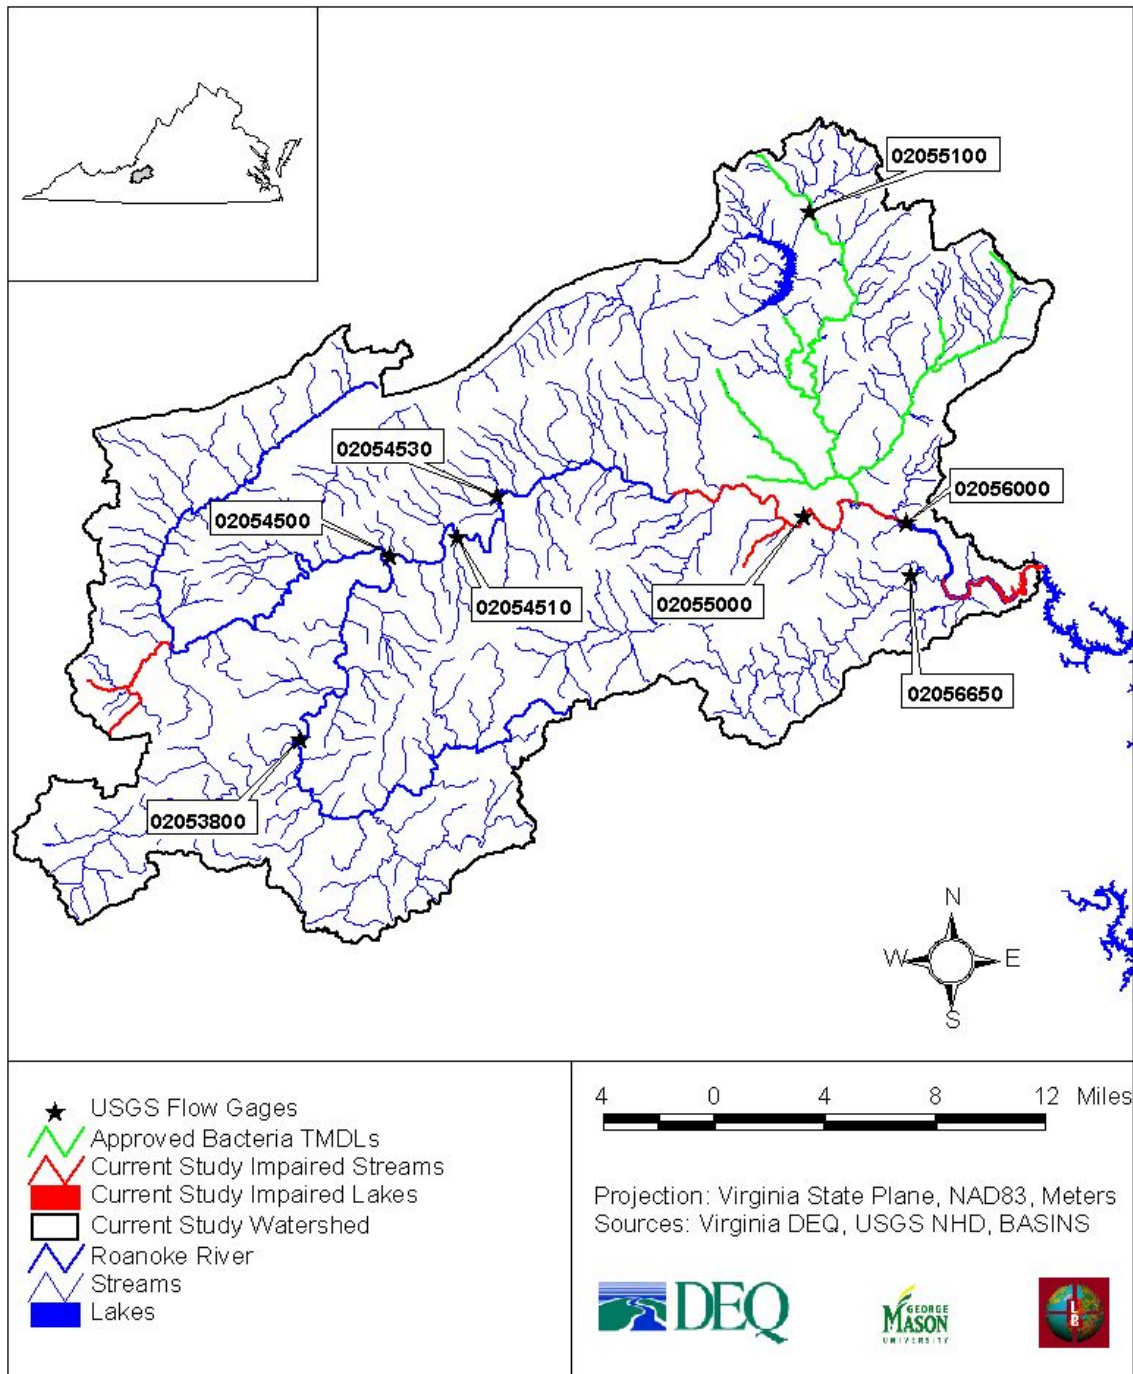 02055100
02054530
02056000
02054500
02054510
02055000
02056650
02053800
N
W E
S
USGS Flow Gages
Approved Bacteria TMDLs
Current Study Impaired Streams
Current Study Impaired Lakes
Current Study Watershed
Roanoke River
Streams
Lakes
4 0 4 8 12 Miles
Projection: Virginia State Plane, NAD83, Meters
Sources: Virginia DEQ, USGS NHD, BASINS
DEQ
GEORGE
MASON
UNIVERSITY
L
B